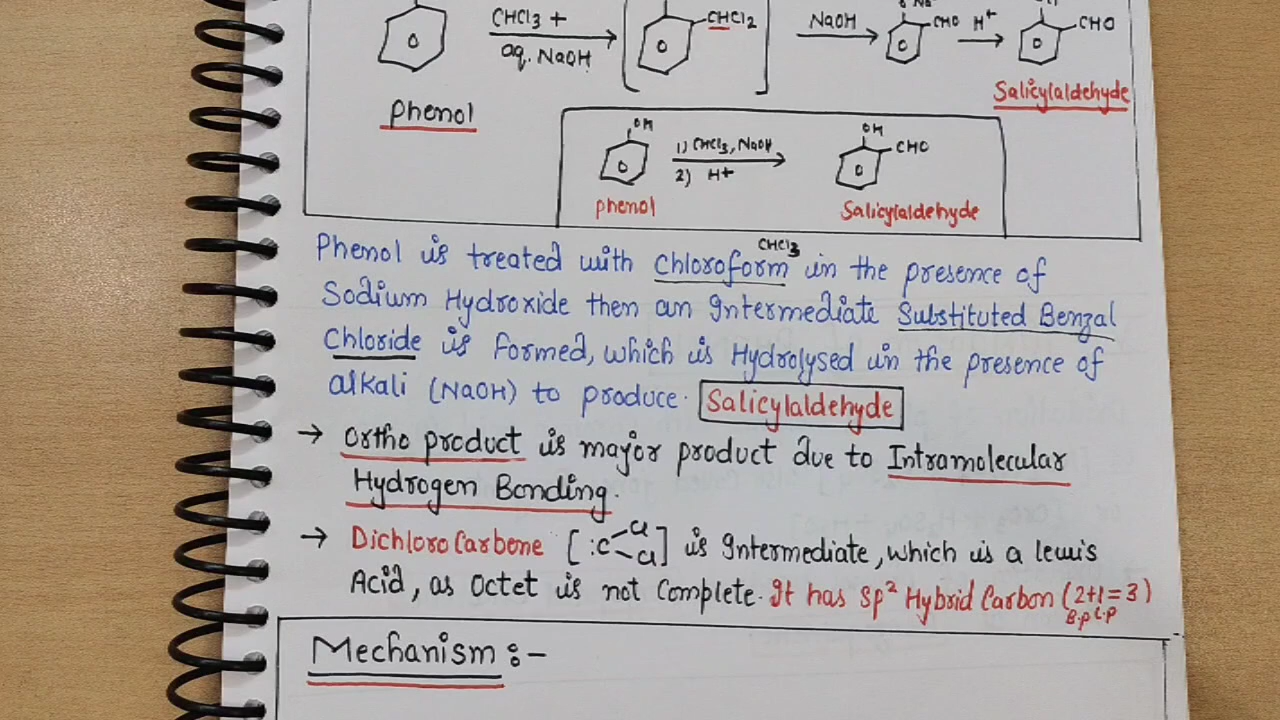 CHCl3 +
aq. NaOH
CHCl2
NaOH
CHO
H+
CHO
Salicylaldehyde
phenol
OH
1) CHCl3, NaOH
2) H+
OH
CHO
phenol
Salicylaldehyde
CHCl3
Phenol is treated with Chloroform in the presence of
Sodium Hydroxide then an Intermediate Substituted Benzal
Chloride is formed, which is Hydrolysed in the presence of
alkali (NaOH) to produce Salicylaldehyde
→ Ortho product is major product due to Intramolecular
Hydrogen Bonding.
→ Dichloro Carbene [:C Cl Cl] is Intermediate, which is a lewis
Acid, as Octet is not Complete. It has Sp2 Hybrid Carbon (2+1=3)
B.p L.p
Mechanism :-